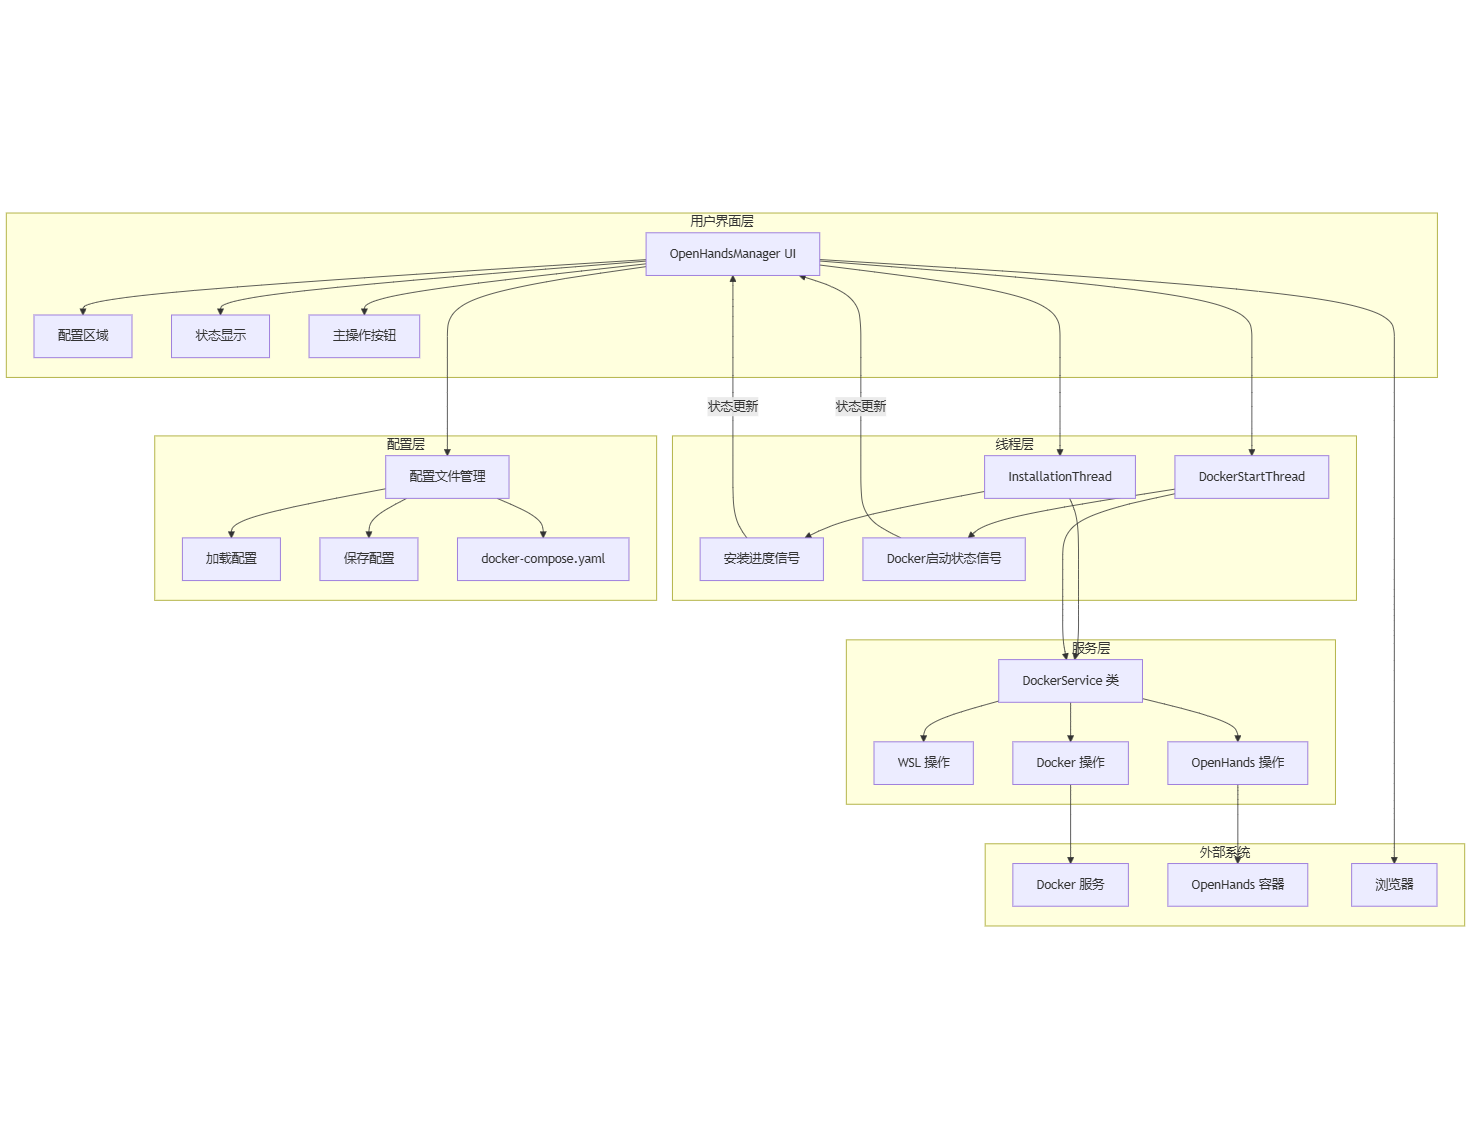 用户界面层
OpenHandsManager UI
配置区域
状态显示
主操作按钮
状态更新
状态更新
配置层
配置文件管理
加载配置
保存配置
docker-compose.yaml
线程层
InstallationThread
DockerStartThread
安装进度信号
Docker启动状态信号
服务层
DockerService 类
WSL 操作
Docker 操作
OpenHands 操作
外部系统
Docker 服务
OpenHands 容器
浏览器